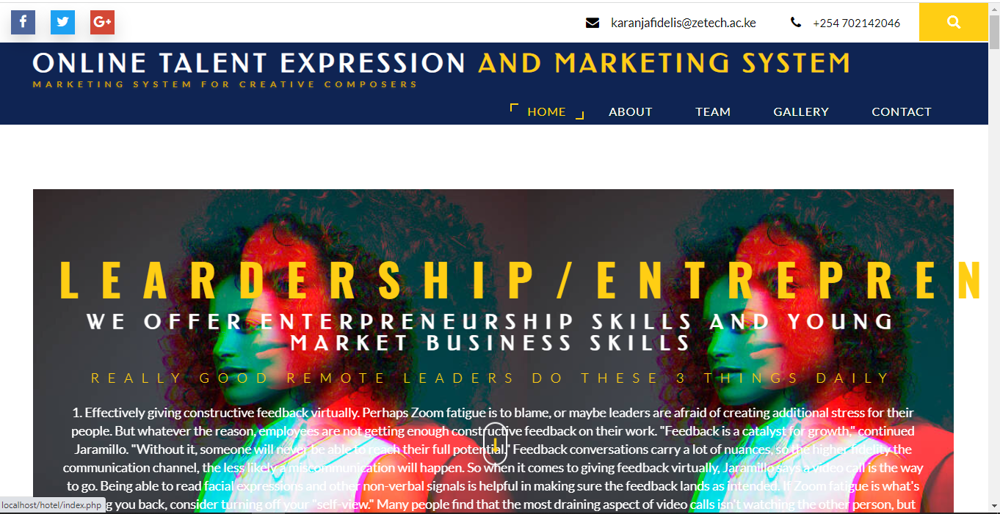 karanjafidelis@zetech.ac.ke +254 702142046
ONLINE TALENT EXPRESSION AND MARKETING SYSTEM
MARKETING SYSTEM FOR CREATIVE COMPOSERS
HOME ABOUT TEAM GALLERY CONTACT
LEARDERSHIP/ENTREPREN
WE OFFER ENTERPRENEURSHIP SKILLS AND YOUNG
MARKET BUSINESS SKILLS
REALLY GOOD REMOTE LEADERS DO THESE 3 THINGS DAILY
1. Effectively giving constructive feedback virtually. Perhaps Zoom fatigue is to blame, or maybe leaders are afraid of creating additional stress for their
people. But whatever the reason, employees are not getting enough constructive feedback on their work. "Feedback is a catalyst for growth," continued
Jaramillo. "Without it, someone will never be able to reach their full potential." Feedback conversations carry a lot of nuances, so the higher fidelity the
communication channel, the less likely a miscommunication will happen. So when it comes to giving feedback virtually, Jaramillo says a video call is the way
to go. Being able to read facial expressions and other non-verbal signals is helpful in making sure the feedback lands as intended. If Zoom fatigue is what's
g you back, consider turning off your "self-view." Many people find that the most draining aspect of video calls isn't watching the other person, but
localhost/hotel/index.php